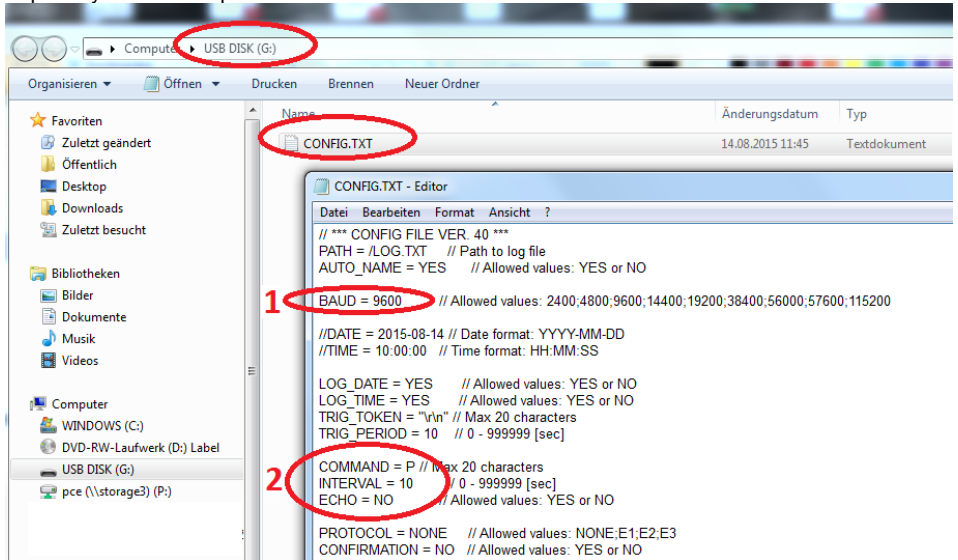 Computer ▸ USB DISK (G:)
Organisieren Öffnen Drucken Brennen Neuer Ordner
Name Änderungsdatum Typ
CONFIG.TXT 14.08.2015 11:45 Textdokument
Favoriten
Zuletzt geändert
Öffentlich
Desktop
Downloads
Zuletzt besucht
Bibliotheken
Bilder
Dokumente
Musik
Videos
Computer
WINDOWS (C:)
DVD-RW-Laufwerk (D:) Label
USB DISK (G:)
pce (\\storage3) (P:)
CONFIG.TXT - Editor
Datei Bearbeiten Format Ansicht ?
// *** CONFIG FILE VER. 40 ***
PATH = /LOG.TXT // Path to log file
AUTO_NAME = YES // Allowed values: YES or NO
1
BAUD = 9600 // Allowed values: 2400;4800;9600;14400;19200;38400;56000;57600;115200
//DATE = 2015-08-14 // Date format: YYYY-MM-DD
//TIME = 10:00:00 // Time format: HH:MM:SS
LOG_DATE = YES // Allowed values: YES or NO
LOG_TIME = YES // Allowed values: YES or NO
TRIG_TOKEN = "\r\n" // Max 20 characters
TRIG_PERIOD = 10 // 0 - 999999 [sec]
2
COMMAND = P // Max 20 characters
INTERVAL = 10 // 0 - 999999 [sec]
ECHO = NO // Allowed values: YES or NO
PROTOCOL = NONE // Allowed values: NONE;E1;E2;E3
CONFIRMATION = NO // Allowed values: YES or NO